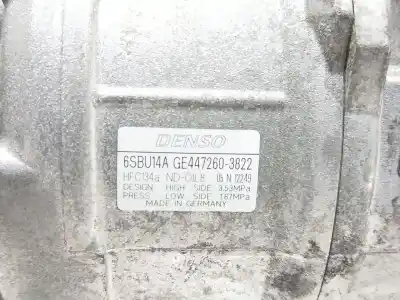 DENSO
6SBU14A GE447260-3822
HFC134a ND-OIL8 N 12249
DESIGN HIGH SIDE 3.53MPa
PRESS LOW SIDE 1.67MPa
MADE IN GERMANY